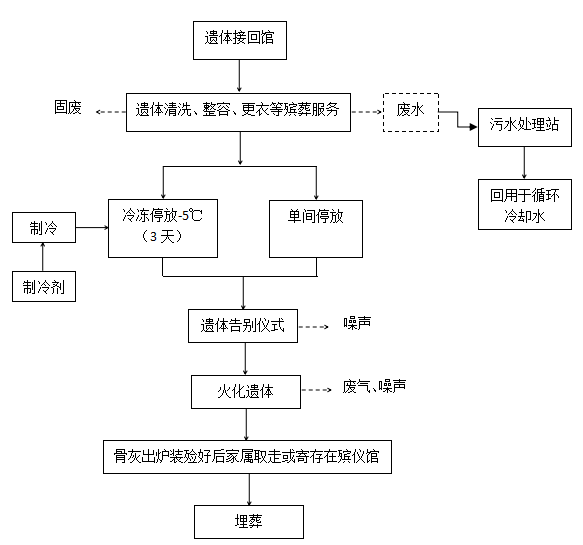 遗体接回馆
固废
遗体清洗、整容、更衣等殡葬服务
废水
污水处理站
回用于循环
冷却水
制冷
制冷剂
冷冻停放-5℃
（3 天）
单间停放
遗体告别仪式
噪声
火化遗体
废气、噪声
骨灰出炉装殓好后家属取走或寄存在殡仪馆
埋葬